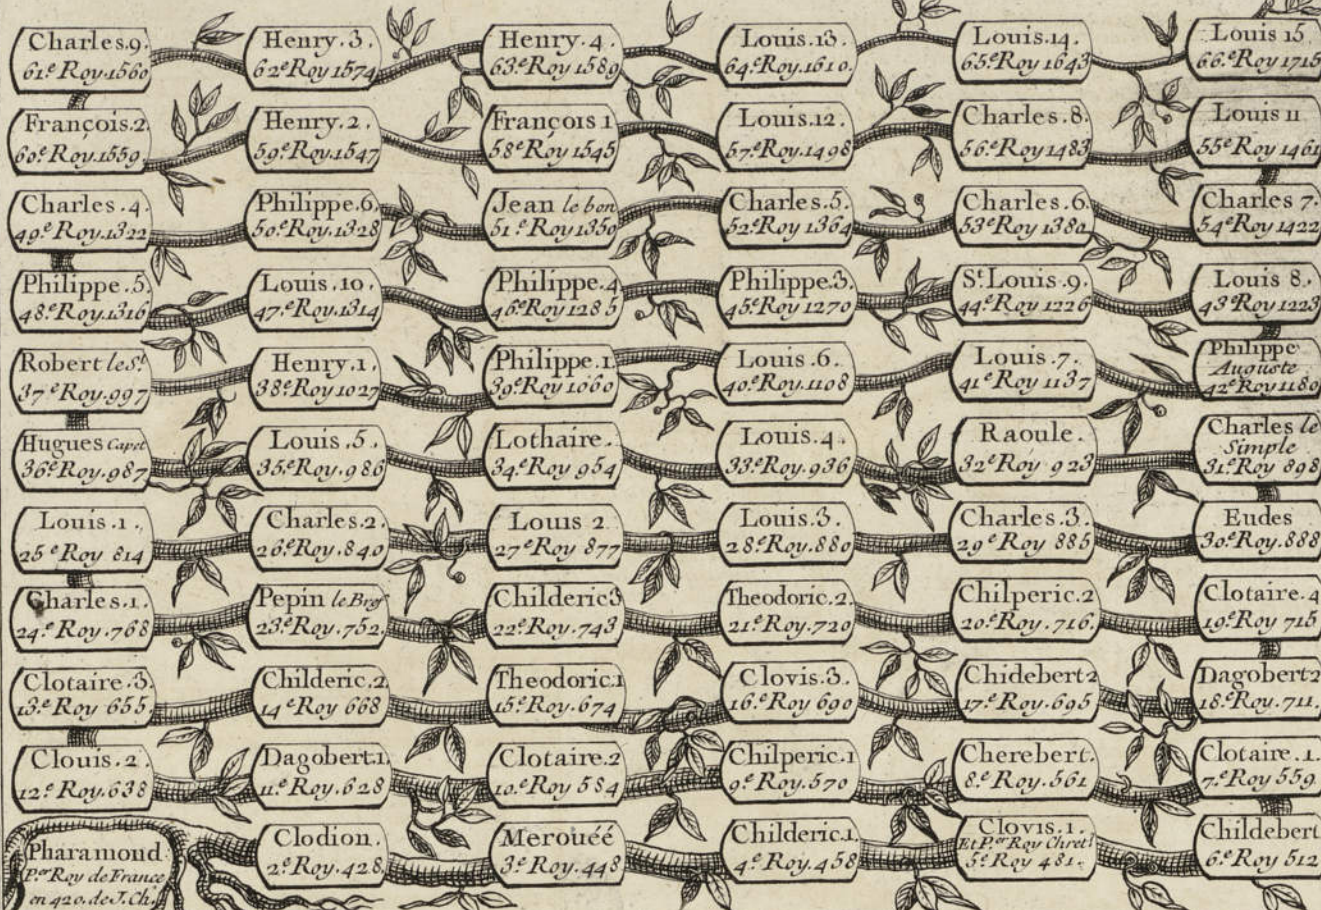 Charles.9.
61.e Roy.1560
Henry.3.
62.e Roy 1574
Henry.4.
63.e Roy 1589
Louis.13.
64.e Roy.1610.
Louis.14.
65.e Roy 1643
Louis 15.
66.e Roy 1715
François.2.
60.e Roy.1559.
Henry.2.
59.e Roy.1547
François 1
58.e Roy 1545
Louis.12.
57.e Roy.1498
Charles.8.
56.e Roy 1483
Louis 11
55.e Roy 1461
Charles.4.
49.e Roy.1322
Philippe.6.
50.e Roy.1328
Jean le bon
51.e Roy 1350
Charles.5.
52.e Roy 1364
Charles.6.
53.e Roy 1380
Charles 7.
54.e Roy 1422
Philippe.5.
48.e Roy.1316
Louis.10.
47.e Roy.1314
Philippe.4
46.e Roy 1285
Philippe.3.
45.e Roy 1270
St. Louis.9.
44.e Roy 1226
Louis 8.
43.e Roy 1223
Robert le St.
37.e Roy.997
Henry.1.
38.e Roy 1027
Philippe.1.
39.e Roy 1060
Louis.6.
40.e Roy.1108
Louis.7.
41.e Roy 1137
Philippe
Auguste
42.e Roy 1180
Hugues Capet
36.e Roy.987
Louis.5.
35.e Roy.986
Lothaire.
34.e Roy 954
Louis.4.
33.e Roy.936
Raoule.
32.e Roy 923
Charles le
Simple
31.e Roy 898
Louis.1.
25.e Roy 814
Charles.2.
26.e Roy.840
Louis 2
27.e Roy 877
Louis.3.
28.e Roy.880
Charles.3.
29.e Roy 885
Eudes
30.e Roy.888
Charles.1.
24.e Roy.768
Pepin le Bref
23.e Roy.752.
Childeric 3
22.e Roy.743
Theodoric.2.
21.e Roy.720
Chilperic.2
20.e Roy.716.
Clotaire.4
19.e Roy 715
Clotaire.3
13.e Roy 655.
Childeric.2
14.e Roy 668
Theodoric.1
15.e Roy.674
Clovis.3.
16.e Roy 690
Chidebert 2
17.e Roy.695
Dagobert 2
18.e Roy.711.
Clouis.2.
12.e Roy.638
Dagobert.1.
11.e Roy.628
Clotaire.2
10.e Roy 584
Chilperic.1
9.e Roy.570
Cherebert.
8.e Roy.561
Clotaire.1.
7.e Roy 559
Pharamond
P.er Roy de France
en 420. de J. Ch.
Clodion.
2.e Roy.428.
Merouéé
3.e Roy.448
Childeric.1.
4.e Roy.458
Clovis.1.
Et P.er Roy Chret.
5.e Roy 481.
Childebert
6.e Roy 512